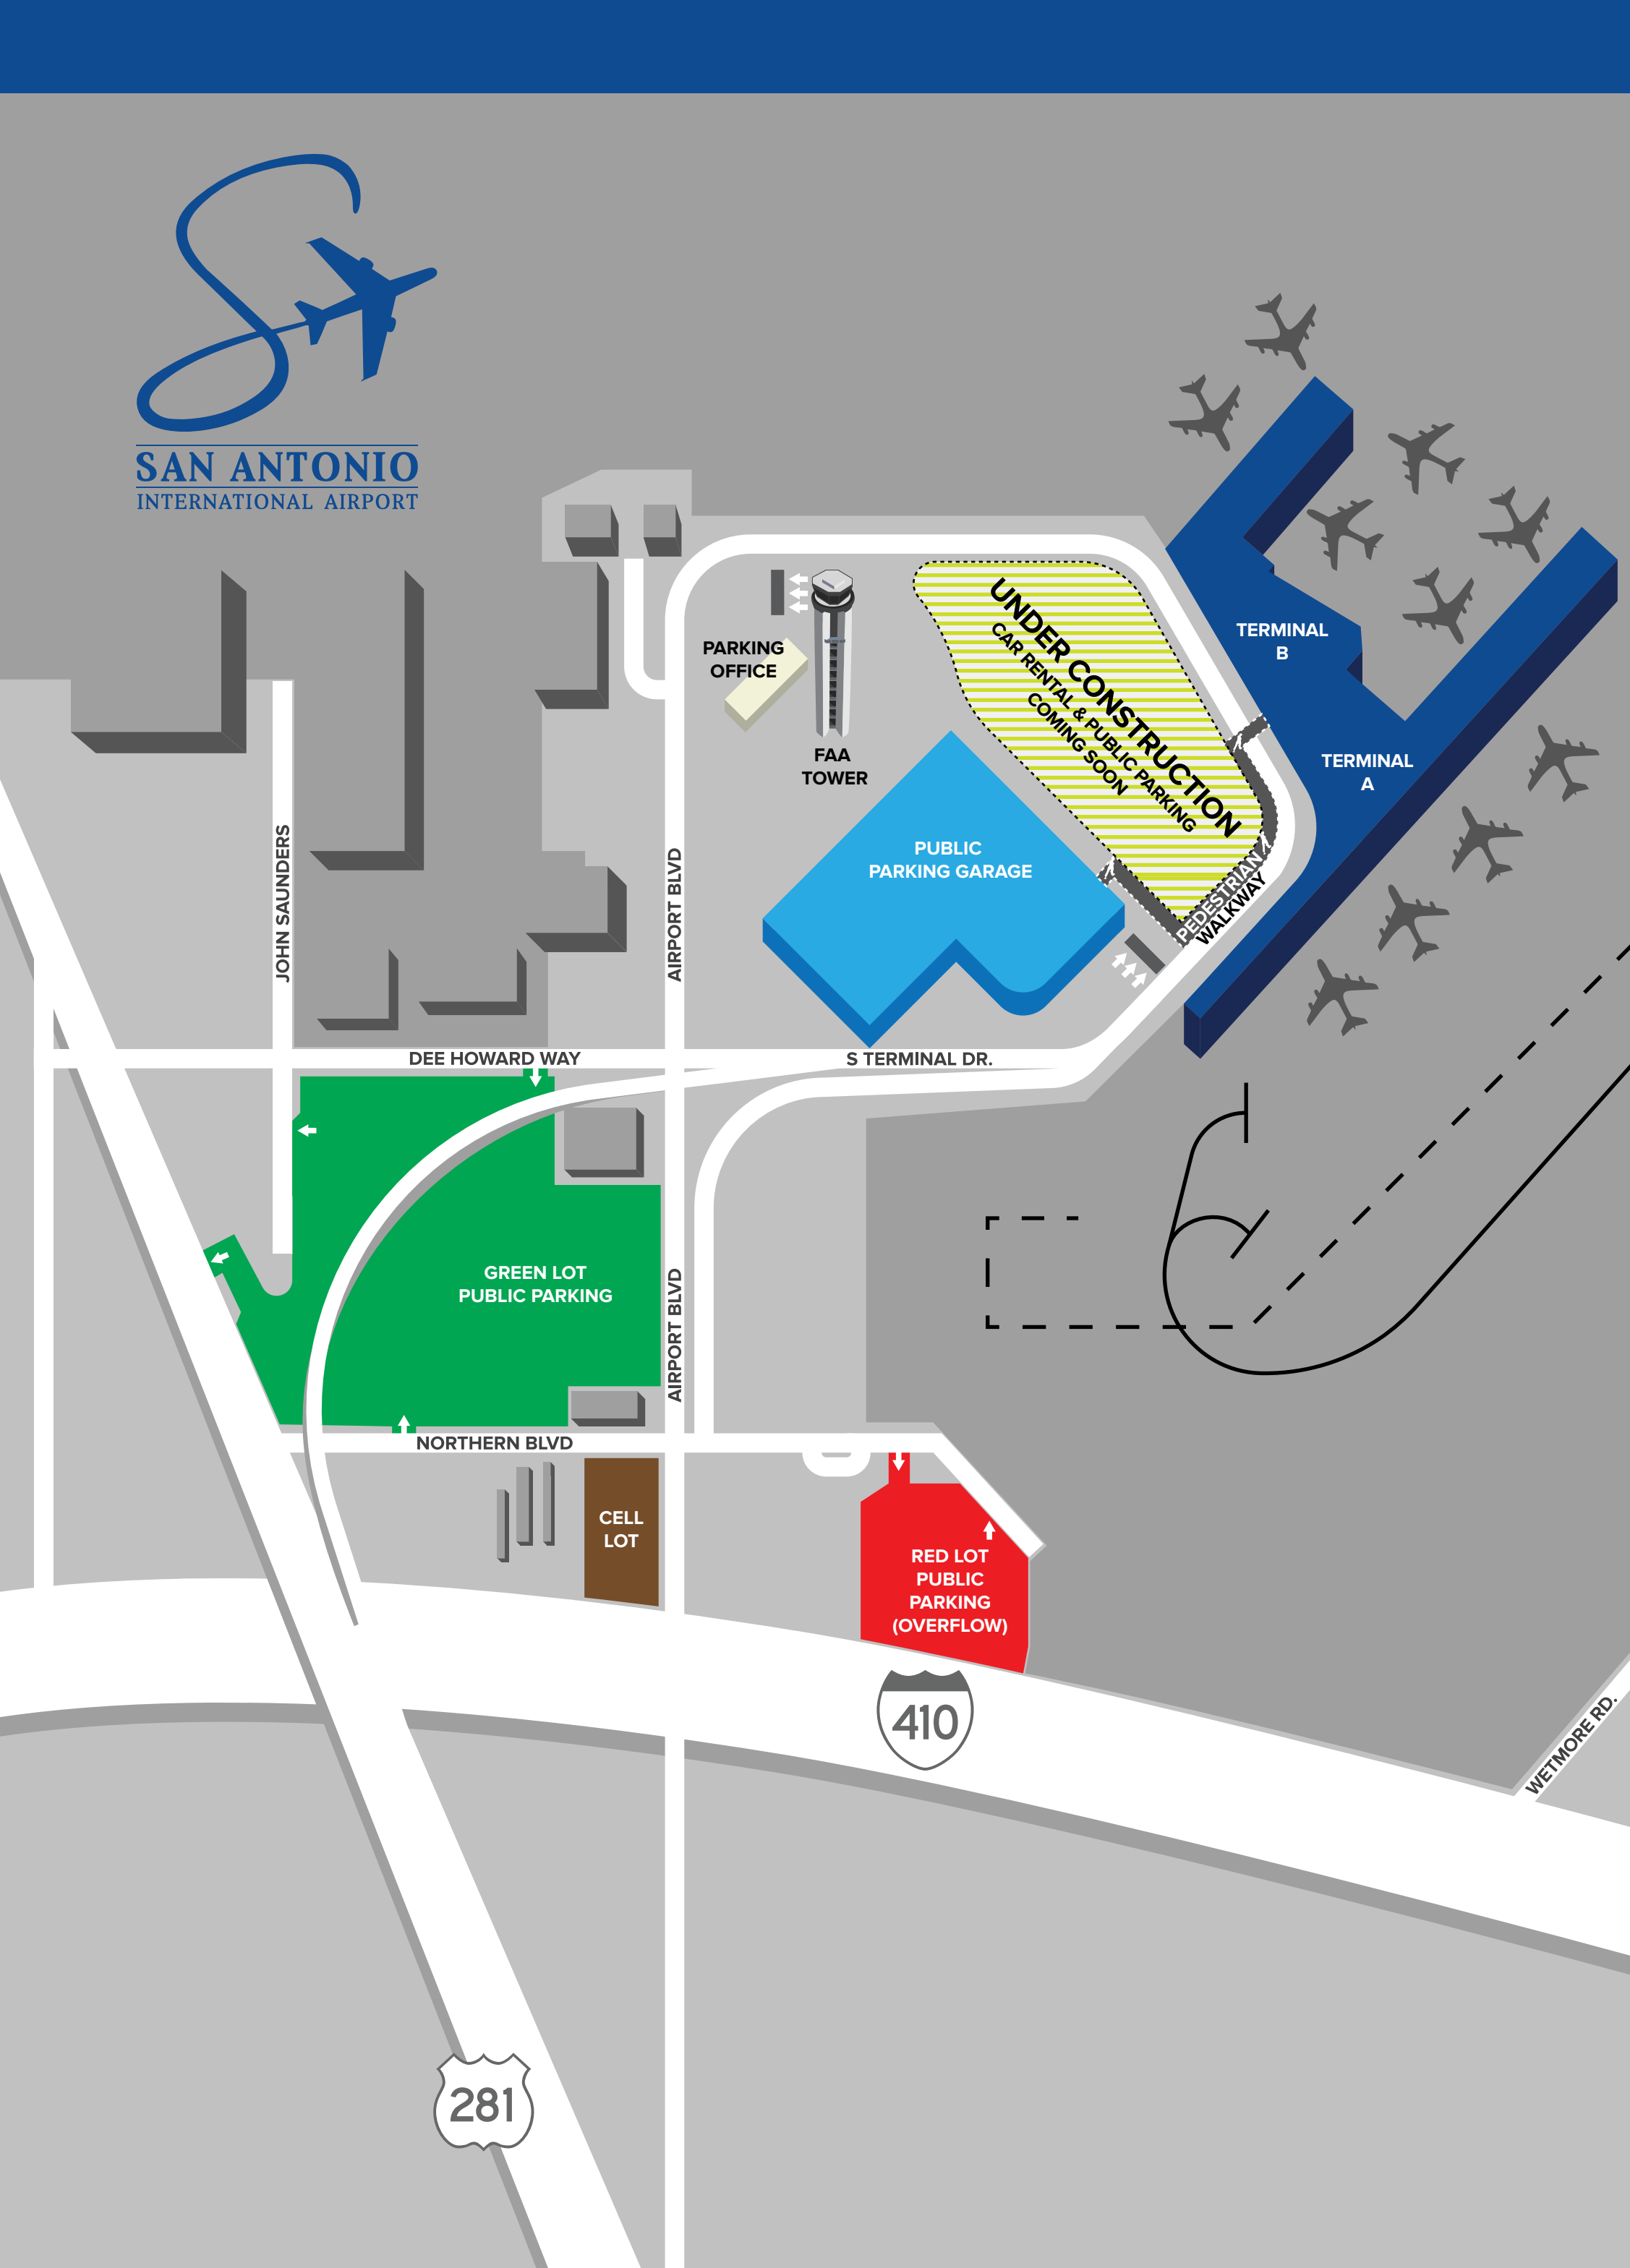 SAN ANTONIO
INTERNATIONAL AIRPORT
TERMINAL
B
PARKING
OFFICE
UNDER CONSTRUCTION
CAR RENTAL & PUBLIC PARKING
COMING SOON
FAA
TOWER
TERMINAL
A
PUBLIC
PARKING GARAGE
JOHN SAUNDERS
AIRPORT BLVD
PEDESTRIAN
WALKWAY
DEE HOWARD WAY
S TERMINAL DR.
GREEN LOT
PUBLIC PARKING
AIRPORT BLVD
NORTHERN BLVD
CELL
LOT
RED LOT
PUBLIC
PARKING
(OVERFLOW)
410
WETMORE RD.
281